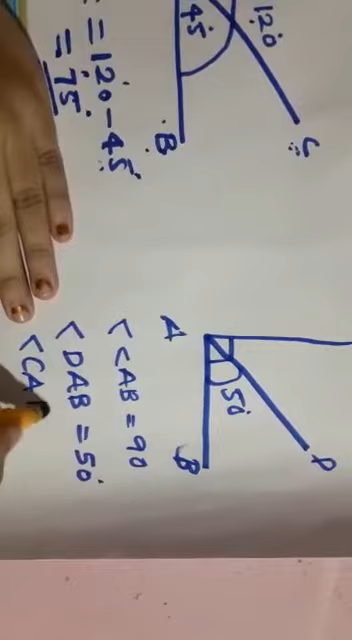 120
45
C
B
= 120 - 45
= 75
A
50
D
B
<CAB = 90
<DAB = 50
<CA